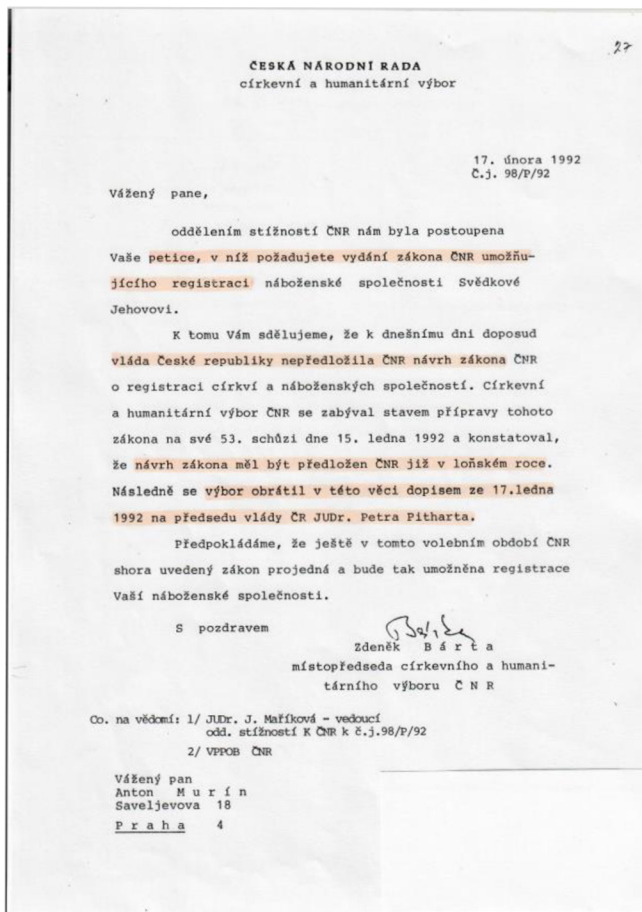 27
ČESKÁ NÁRODNÍ RADA
církevní a humanitární výbor
17. února 1992
Č.j. 98/P/92
Vážený pane,
oddělením stížností ČNR nám byla postoupena
Vaše petice, v níž požadujete vydání zákona ČNR umožňu-
jícího registraci náboženské společnosti Svědkové
Jehovovi.
K tomu Vám sdělujeme, že k dnešnímu dni doposud
vláda České republiky nepředložila ČNR návrh zákona ČNR
o registraci církví a náboženských společností. Církevní
a humanitární výbor ČNR se zabýval stavem přípravy tohoto
zákona na své 53. schůzi dne 15. ledna 1992 a konstatoval,
že návrh zákona měl být předložen ČNR již v loňském roce.
Následně se výbor obrátil v této věci dopisem ze 17.ledna
1992 na předsedu vlády ČR JUDr. Petra Pitharta.
Předpokládáme, že ještě v tomto volebním období ČNR
shora uvedený zákon projedná a bude tak umožněna registrace
Vaší náboženské společnosti.
S pozdravem
Zdeněk B á r t a
místopředseda církevního a humani-
tárního výboru Č N R
Co. na vědomí: 1/ JUDr. J. Maříková - vedoucí
odd. stížností K ČNR k č.j.98/P/92
2/ VPPOB ČNR
Vážený pan
Anton M u r í n
Saveljevova 18
P r a h a 4